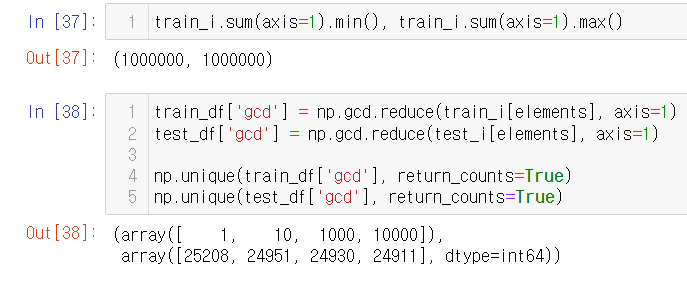 In [37]: 1 train_i.sum(axis=1).min(), train_i.sum(axis=1).max()
Out[37]: (1000000, 1000000)
In [38]: 1 train_df['gcd'] = np.gcd.reduce(train_i[elements], axis=1)
2 test_df['gcd'] = np.gcd.reduce(test_i[elements], axis=1)
3
4 np.unique(train_df['gcd'], return_counts=True)
5 np.unique(test_df['gcd'], return_counts=True)
Out[38]: (array([    1,    10,  1000, 10000]),
array([25208, 24951, 24930, 24911], dtype=int64))